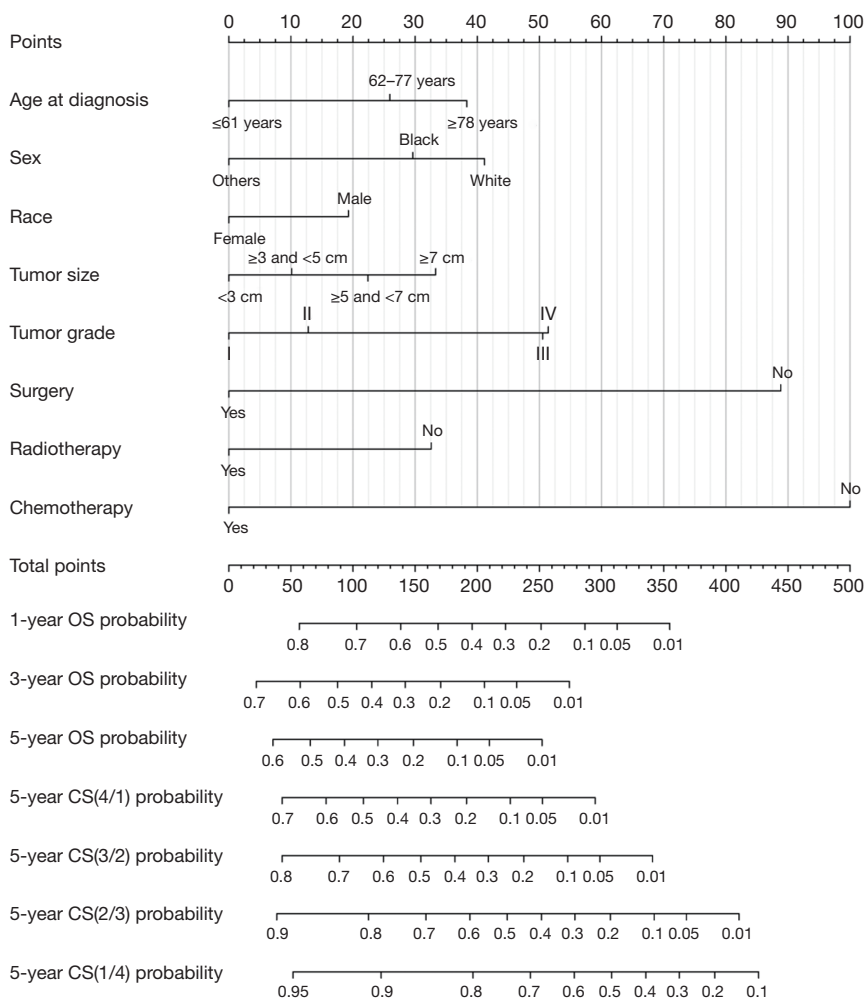 Points
0 10 20 30 40 50 60 70 80 90 100
62–77 years
Age at diagnosis
≤61 years ≥78 years
Black
Sex
Others White
Male
Race
Female
≥3 and <5 cm ≥7 cm
Tumor size
<3 cm ≥5 and <7 cm
II IV
Tumor grade
I III
No
Surgery
Yes
No
Radiotherapy
Yes
No
Chemotherapy
Yes
Total points
0 50 100 150 200 250 300 350 400 450 500
1-year OS probability
0.8 0.7 0.6 0.5 0.4 0.3 0.2 0.1 0.05 0.01
3-year OS probability
0.7 0.6 0.5 0.4 0.3 0.2 0.1 0.05 0.01
5-year OS probability
0.6 0.5 0.4 0.3 0.2 0.1 0.05 0.01
5-year CS(4/1) probability
0.7 0.6 0.5 0.4 0.3 0.2 0.1 0.05 0.01
5-year CS(3/2) probability
0.8 0.7 0.6 0.5 0.4 0.3 0.2 0.1 0.05 0.01
5-year CS(2/3) probability
0.9 0.8 0.7 0.6 0.5 0.4 0.3 0.2 0.1 0.05 0.01
5-year CS(1/4) probability
0.95 0.9 0.8 0.7 0.6 0.5 0.4 0.3 0.2 0.1